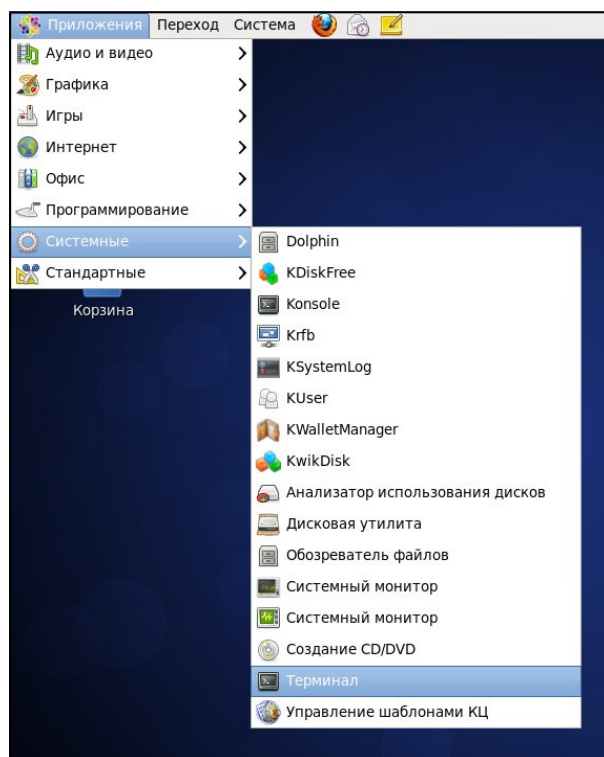 Приложения Переход Система
Аудио и видео
Графика
Игры
Интернет
Офис
Программирование
Системные
Стандартные
Корзина
Dolphin
KDiskFree
Konsole
Krfb
KSystemLog
KUser
KWalletManager
KwikDisk
Анализатор использования дисков
Дисковая утилита
Обозреватель файлов
Системный монитор
Системный монитор
Создание CD/DVD
Терминал
Управление шаблонами КЦ